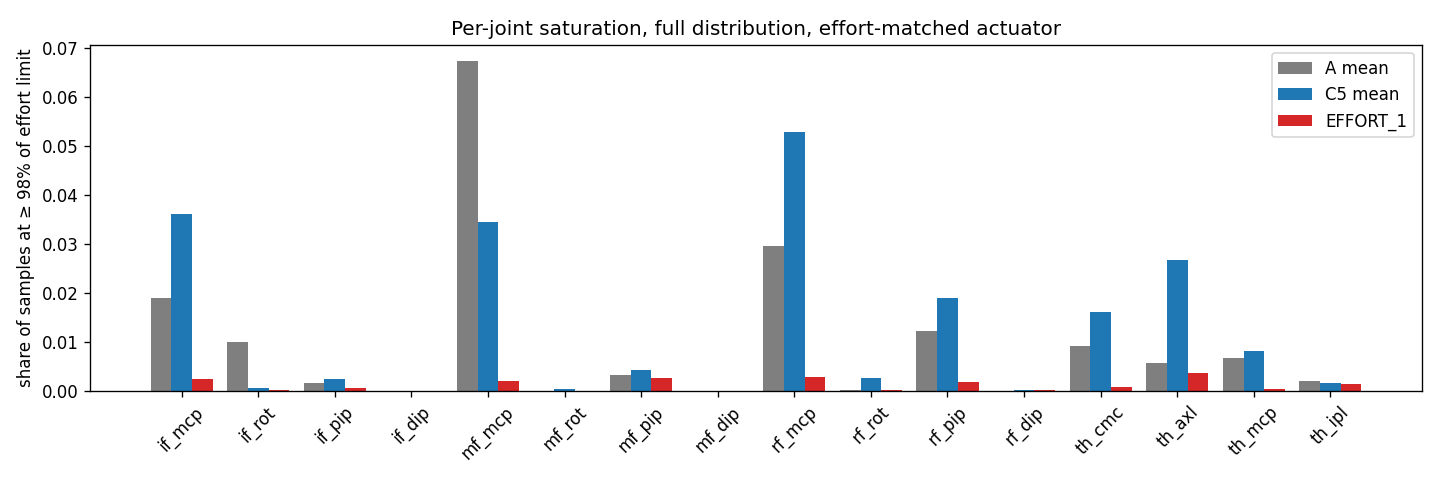 Per-joint saturation, full distribution, effort-matched actuator
share of samples at ≥ 98% of effort limit
0.07
0.06
0.05
0.04
0.03
0.02
0.01
0.00
A mean
C5 mean
EFFORT_1
if_mcp
if_rot
if_pip
if_dip
mf_mcp
mf_rot
mf_pip
mf_dip
rf_mcp
rf_rot
rf_pip
rf_dip
th_cmc
th_axl
th_mcp
th_ipl